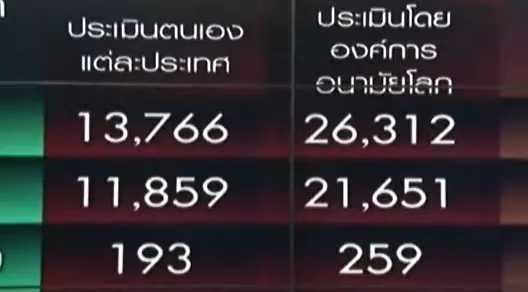 ประเมินตนเอง
แต่ละประเทศ
ประเมินโดย
องค์การ
อนามัยโลก
13,766 26,312
11,859 21,651
193 259